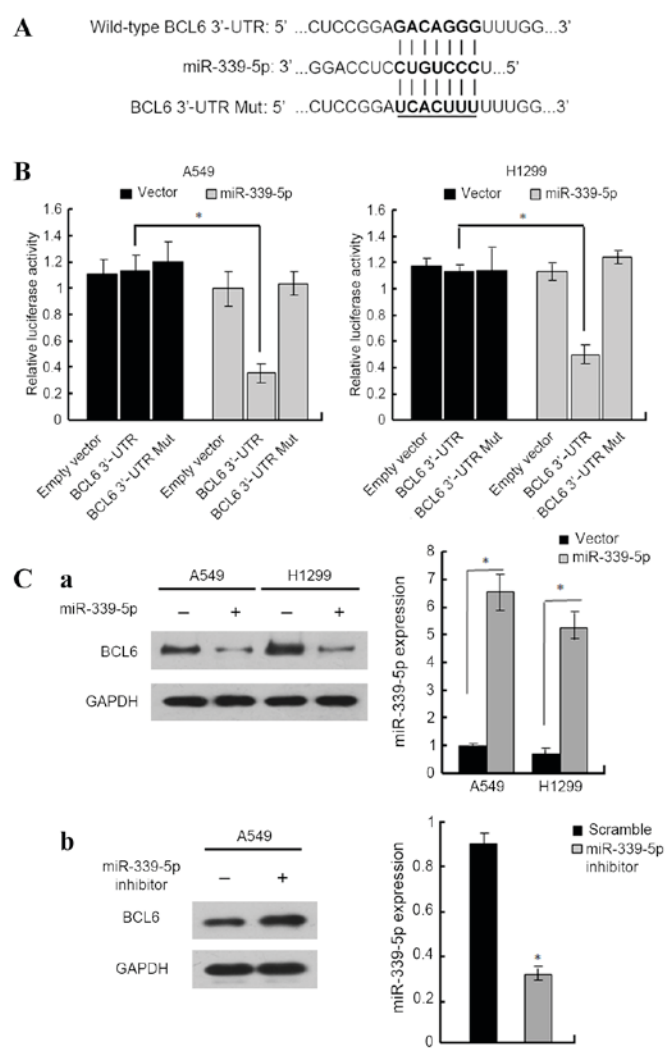 A
Wild-type BCL6 3'-UTR: 5' ...CUCCGGAGACAGGGUUUGG...3'
miR-339-5p: 3' ...GGACCUCCUGUCCCU...5'
BCL6 3'-UTR Mut: 5' ...CUCCGGAUCACUUUUUUGG...3'
B
A549
Vector
miR-339-5p
Relative luciferase activity
1.6
1.4
1.2
1.0
0.8
0.6
0.4
0.2
0
*
Empty vector
BCL6 3'-UTR
BCL6 3'-UTR Mut
Empty vector
BCL6 3'-UTR
BCL6 3'-UTR Mut
H1299
Vector
miR-339-5p
Relative luciferase activity
1.6
1.4
1.2
1.0
0.8
0.6
0.4
0.2
0
*
Empty vector
BCL6 3'-UTR
BCL6 3'-UTR Mut
Empty vector
BCL6 3'-UTR
BCL6 3'-UTR Mut
C a
A549 H1299
miR-339-5p − + − +
BCL6
GAPDH
Vector
miR-339-5p
miR-339-5p expression
8
7
6
5
4
3
2
1
0
* *
A549 H1299
b
A549
miR-339-5p
inhibitor − +
BCL6
GAPDH
Scramble
miR-339-5p
inhibitor
miR-339-5p expression
1
0.8
0.6
0.4
0.2
0
*